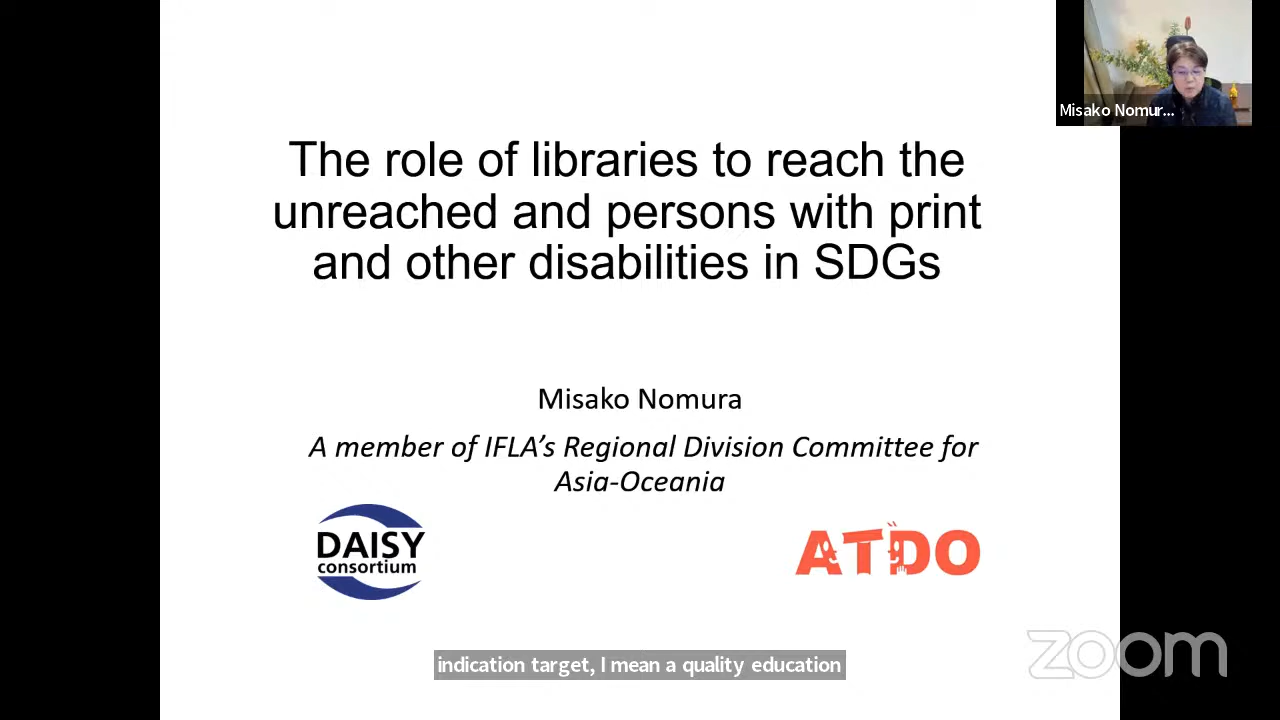 Misako Nomur...
The role of libraries to reach the
unreached and persons with print
and other disabilities in SDGs
Misako Nomura
A member of IFLA's Regional Division Committee for
Asia-Oceania
DAISY
consortium
ATDO
zoom
indication target, I mean a quality education